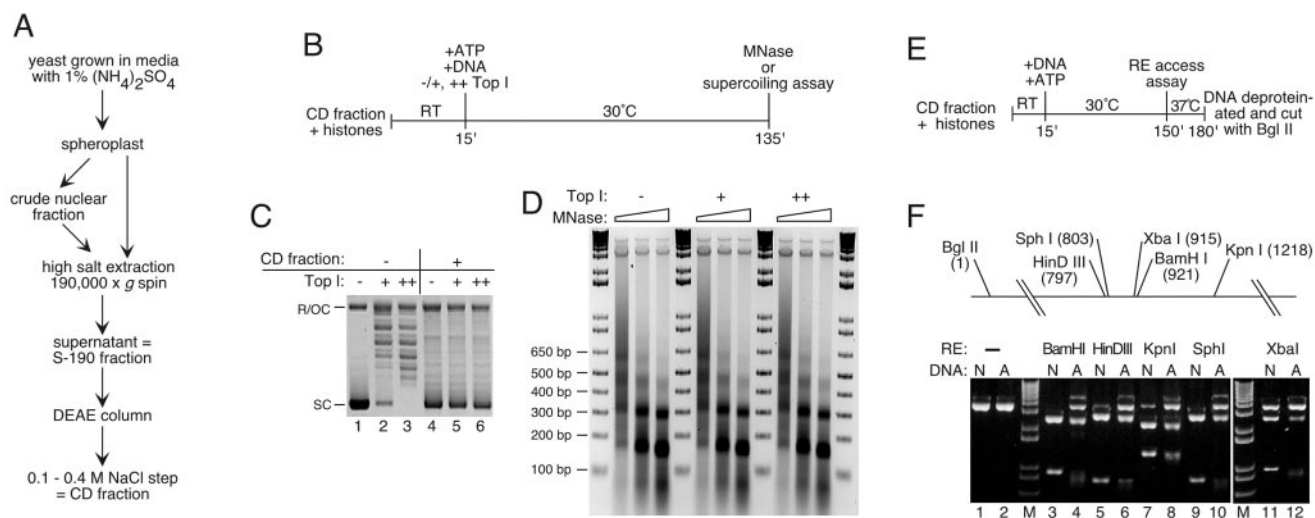 A
yeast grown in media
with 1% (NH4)2SO4
spheroplast
crude nuclear
fraction
high salt extraction
190,000 x g spin
supernatant =
S-190 fraction
DEAE column
0.1 - 0.4 M NaCl step
= CD fraction
B
+ATP
+DNA
-/+, ++ Top I
MNase
or
supercoiling assay
CD fraction
+ histones
RT
30°C
15'
135'
C
CD fraction: - +
Top I: - + ++ - + ++
R/OC
SC
1 2 3 4 5 6
D
Top I: - + ++
MNase:
650 bp
500 bp
400 bp
300 bp
200 bp
100 bp
E
+DNA
+ATP
RE access
assay
CD fraction
+ histones
RT
30°C
37°C
DNA deprotein-
ated and cut
with Bgl II
15'
150' 180'
F
Bgl II
(1)
Sph I (803)
HinD III
(797)
Xba I (915)
BamH I
(921)
Kpn I (1218)
RE: – BamHI HinDIII KpnI SphI XbaI
DNA: N A N A N A N A N A N A
1 2 M 3 4 5 6 7 8 9 10 M 11 12